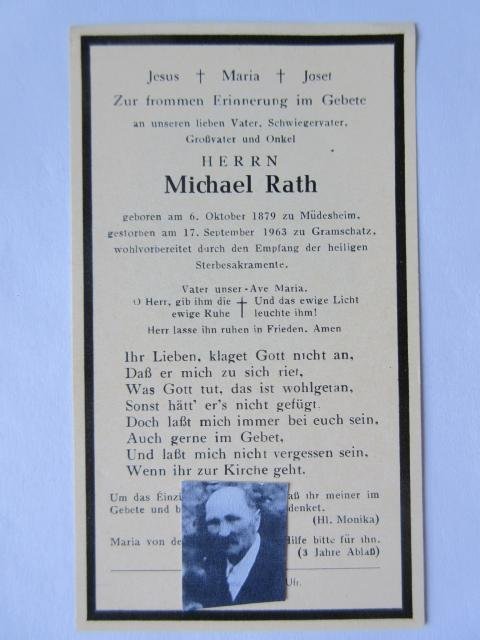 Jesus † Maria † Josef
Zur frommen Erinnerung im Gebete
an unseren lieben Vater, Schwiegervater,
Großvater und Onkel
HERRN
Michael Rath
geboren am 6. Oktober 1879 zu Müdesheim,
gestorben am 17. September 1963 zu Gramschatz,
wohlvorbereitet durch den Empfang der heiligen
Sterbesakramente.
Vater unser - Ave Maria.
O Herr, gib ihm die † Und das ewige Licht
ewige Ruhe leuchte ihm!
Herr lasse ihn ruhen in Frieden. Amen
Ihr Lieben, klaget Gott nicht an,
Daß er mich zu sich rief,
Was Gott tut, das ist wohlgetan,
Sonst hätt' er's nicht gefügt.
Doch laßt mich immer bei euch sein,
Auch gerne im Gebet,
Und laßt mich nicht vergessen sein,
Wenn ihr zur Kirche geht.
Um das ihr meiner im
Gebete und
(Hl. Monika)
Maria von Hilfe bitte für ihn.
(3 Jahre Ablaß)
Ufr.